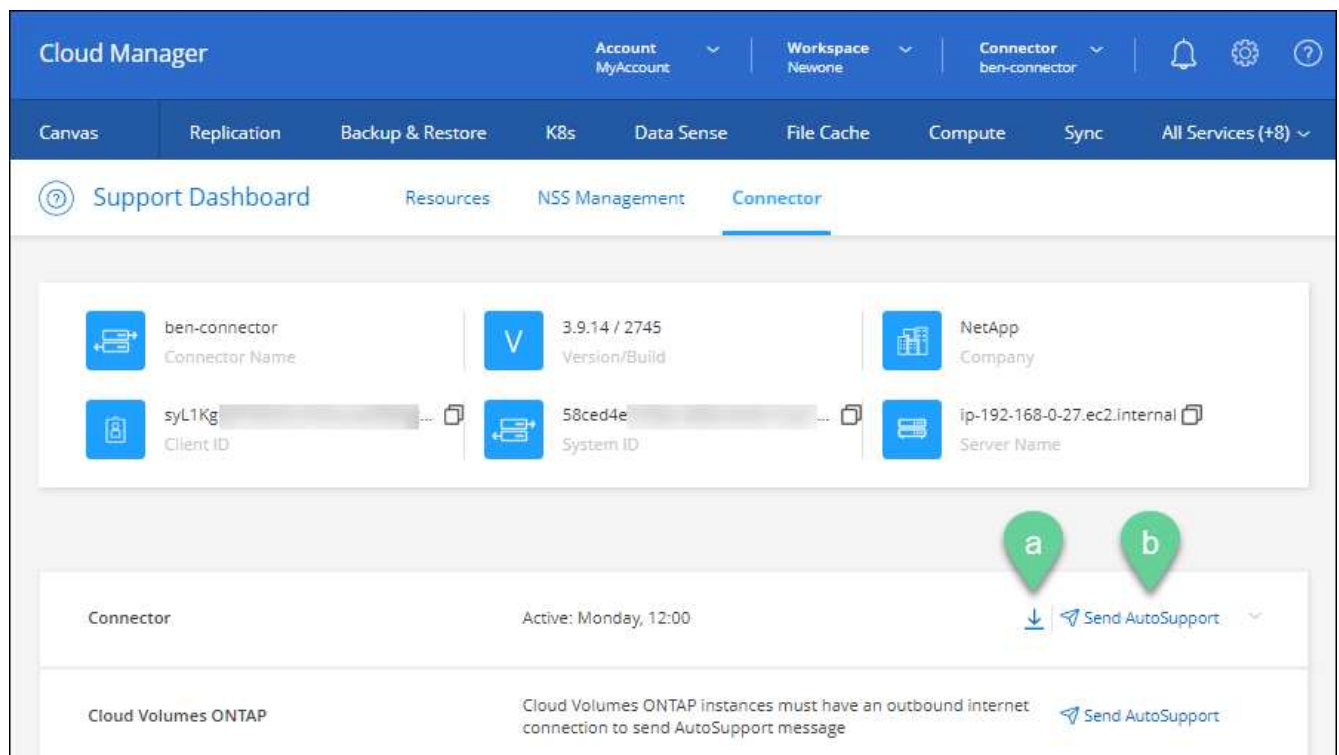 Cloud Manager
Account
MyAccount
Workspace
Newone
Connector
ben-connector
Canvas
Replication
Backup & Restore
K8s
Data Sense
File Cache
Compute
Sync
All Services (+8)
Support Dashboard
Resources
NSS Management
Connector
ben-connector
Connector Name
V
3.9.14 / 2745
Version/Build
NetApp
Company
syL1Kg
...
Client ID
58ced4e
...
System ID
ip-192-168-0-27.ec2.internal
Server Name
a
b
Connector
Active: Monday, 12:00
Send AutoSupport
Cloud Volumes ONTAP
Cloud Volumes ONTAP instances must have an outbound internet
connection to send AutoSupport message
Send AutoSupport